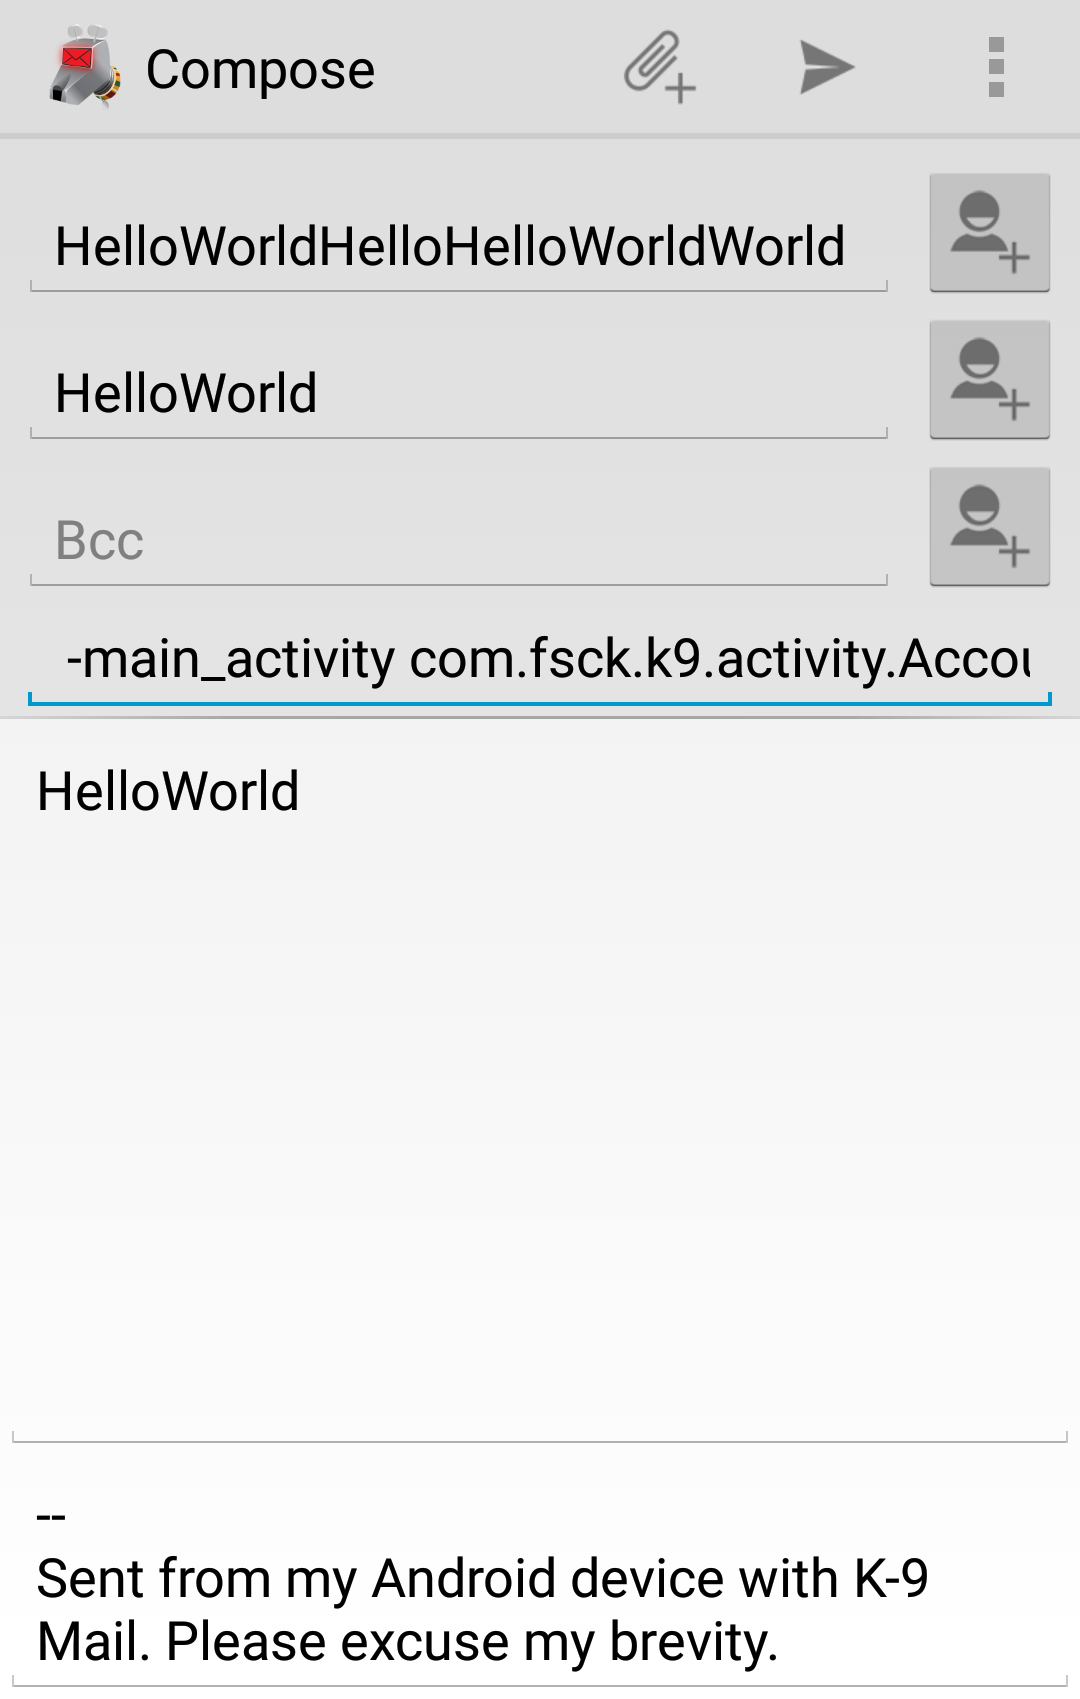 Compose
HelloWorldHelloHelloWorldWorld
HelloWorld
Bcc
-main_activity com.fsck.k9.activity.Accou
HelloWorld
--
Sent from my Android device with K-9
Mail. Please excuse my brevity.